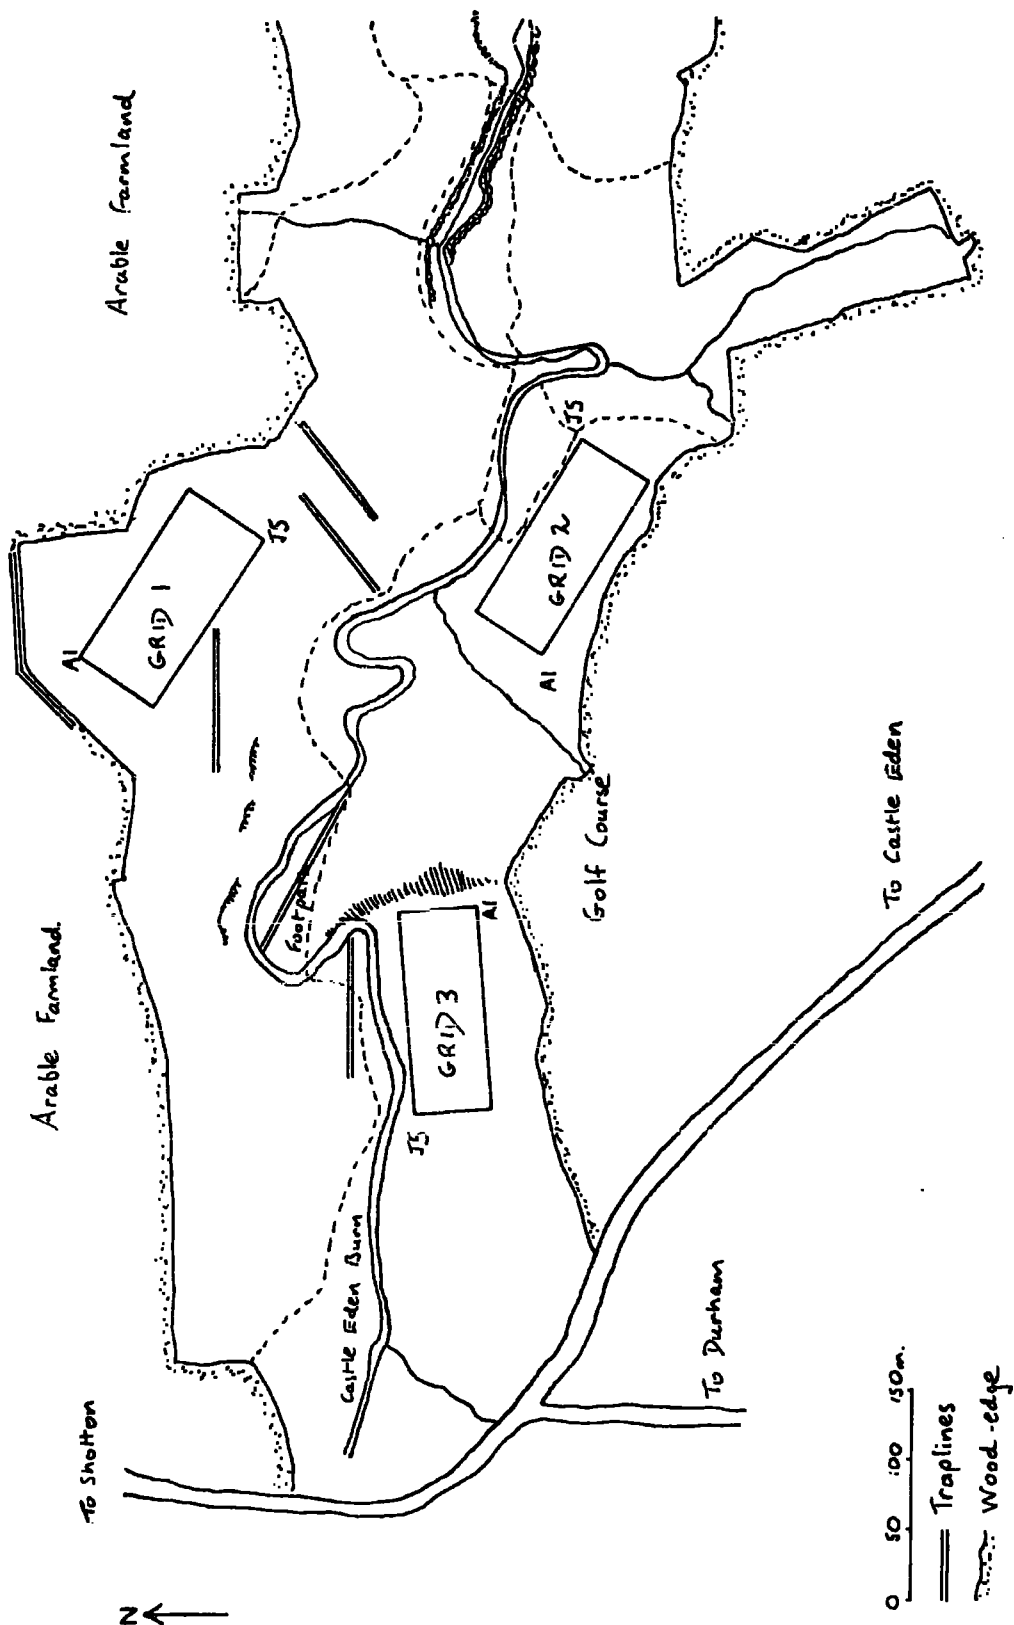 Arable Farmland
Arable Farmland.
To Shotton
N
A1
GRID 1
J5
J5
GRID 2
A1
Footpath
A1
GRID 3
J5
Castle Eden Burn
Golf Course
To Castle Eden
To Durham
0 50 100 150m.
Traplines
Wood-edge